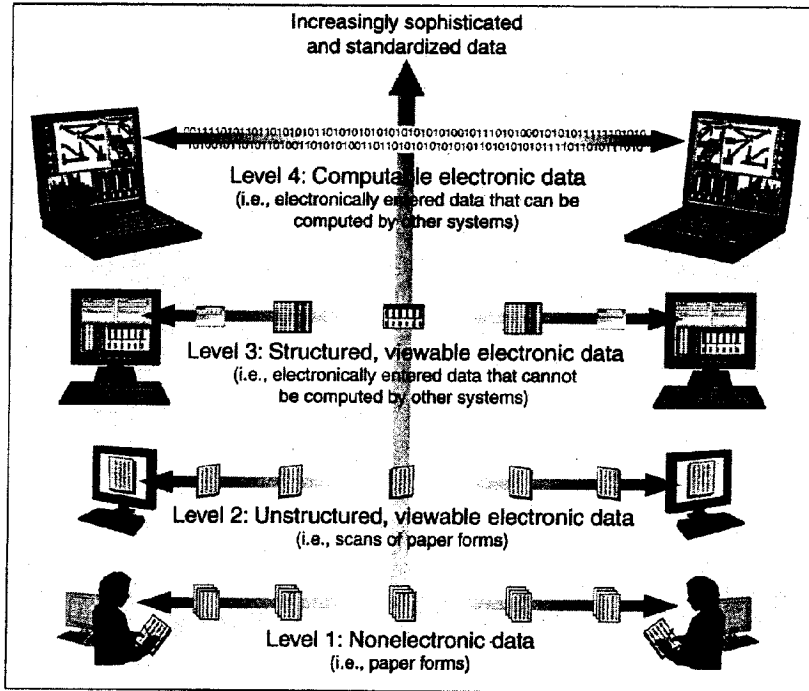 Increasingly sophisticated
and standardized data
Level 4: Computable electronic data
(i.e., electronically entered data that can be
computed by other systems)
Level 3: Structured, viewable electronic data
(i.e., electronically entered data that cannot
be computed by other systems)
Level 2: Unstructured, viewable electronic data
(i.e., scans of paper forms)
Level 1: Nonelectronic data
(i.e., paper forms)